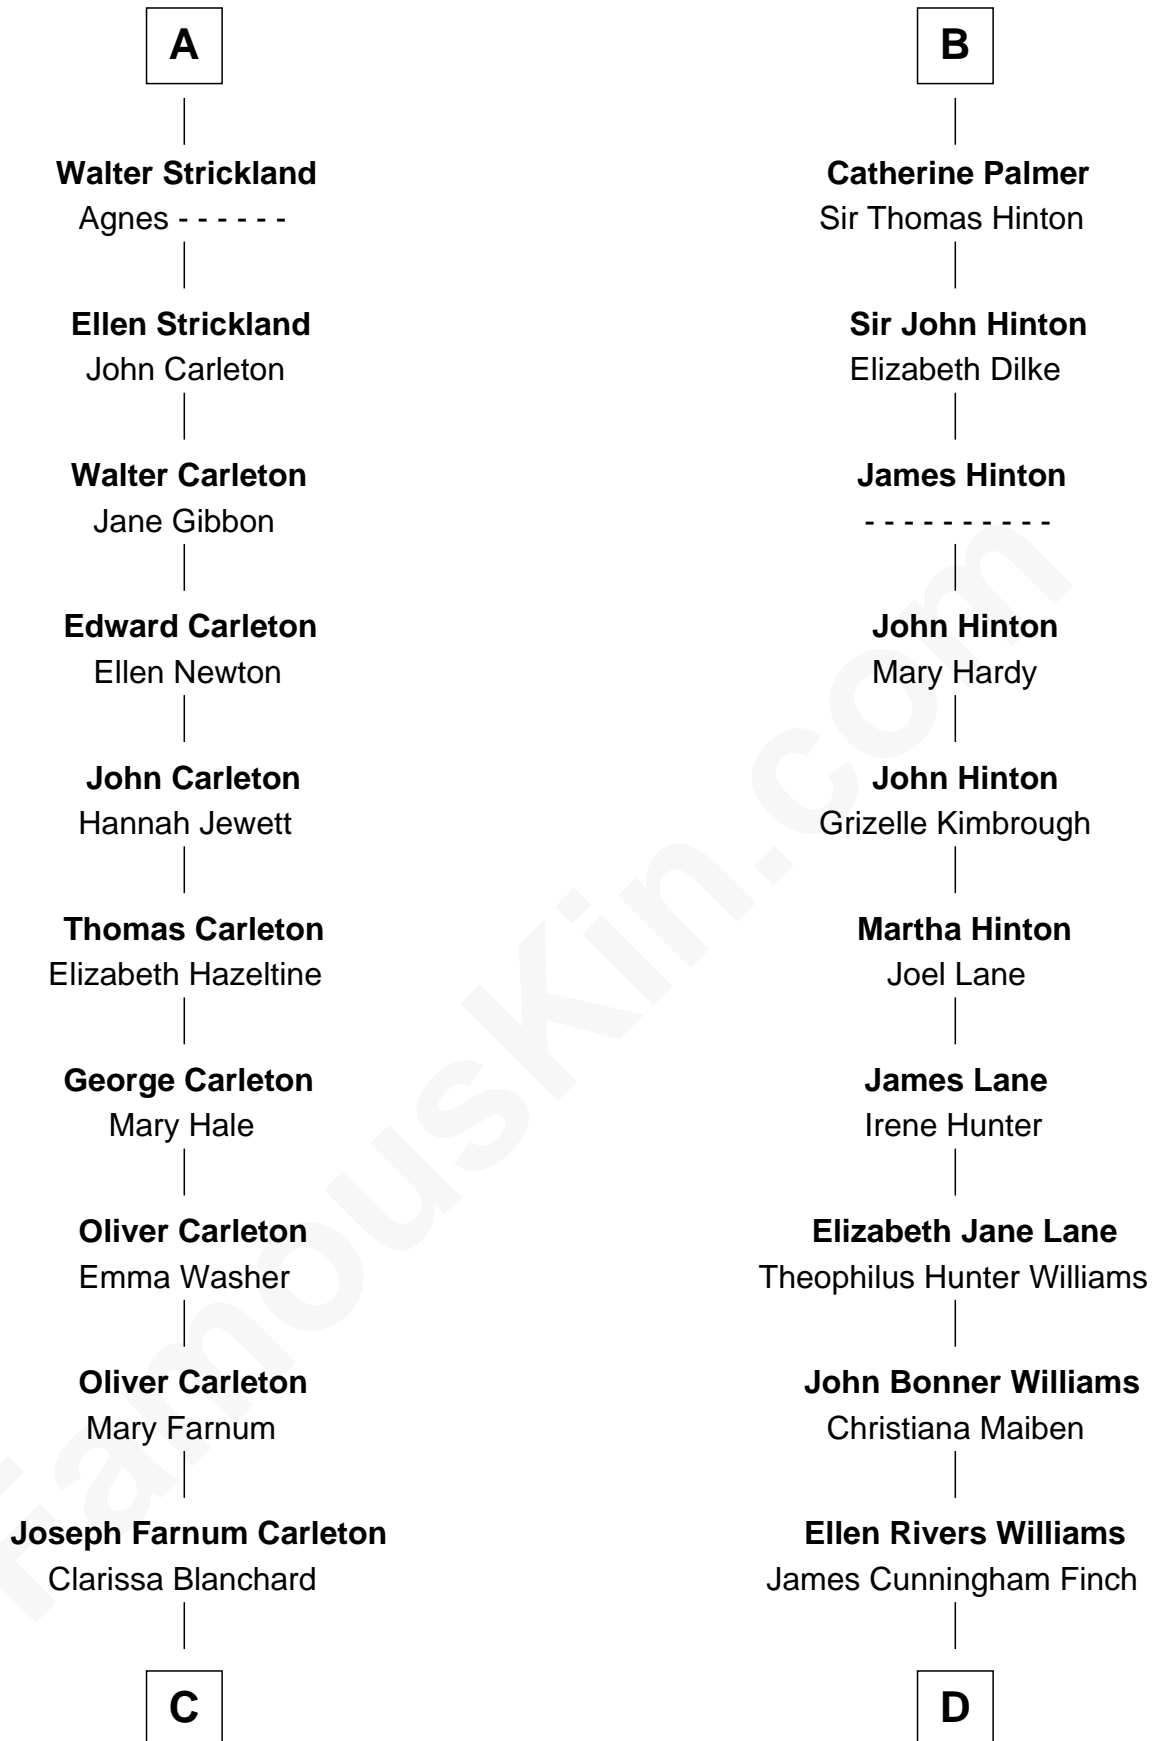 A
Walter Strickland
Agnes - - - - - -
Ellen Strickland
John Carleton
Walter Carleton
Jane Gibbon
Edward Carleton
Ellen Newton
John Carleton
Hannah Jewett
Thomas Carleton
Elizabeth Hazeltine
George Carleton
Mary Hale
Oliver Carleton
Emma Washer
Oliver Carleton
Mary Farnum
Joseph Farnum Carleton
Clarissa Blanchard
C
B
Catherine Palmer
Sir Thomas Hinton
Sir John Hinton
Elizabeth Dilke
James Hinton
- - - - - - - - - -
John Hinton
Mary Hardy
John Hinton
Grizelle Kimbrough
Martha Hinton
Joel Lane
James Lane
Irene Hunter
Elizabeth Jane Lane
Theophilus Hunter Williams
John Bonner Williams
Christiana Maiben
Ellen Rivers Williams
James Cunningham Finch
D
FamousKin.com